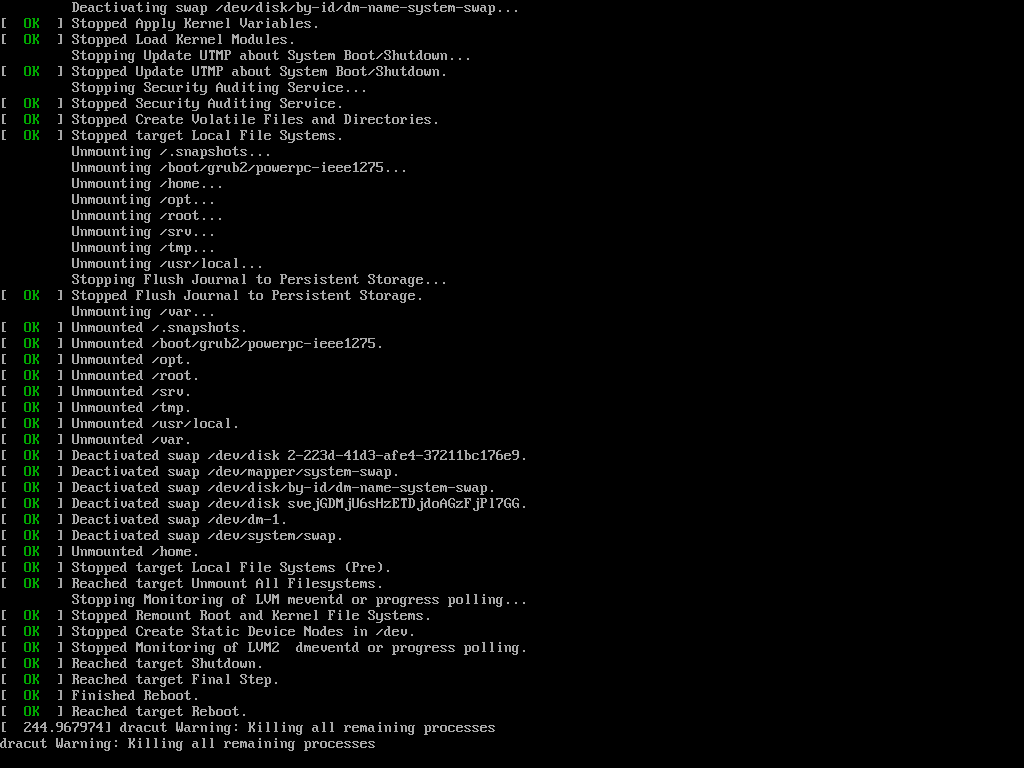 Deactivating swap /dev/disk/by-id/dm-name-system-swap...
[  OK  ] Stopped Apply Kernel Variables.
[  OK  ] Stopped Load Kernel Modules.
Stopping Update UTMP about System Boot/Shutdown...
[  OK  ] Stopped Update UTMP about System Boot/Shutdown.
Stopping Security Auditing Service...
[  OK  ] Stopped Security Auditing Service.
[  OK  ] Stopped Create Volatile Files and Directories.
[  OK  ] Stopped target Local File Systems.
Unmounting /.snapshots...
Unmounting /boot/grub2/powerpc-ieee1275...
Unmounting /home...
Unmounting /opt...
Unmounting /root...
Unmounting /srv...
Unmounting /tmp...
Unmounting /usr/local...
Stopping Flush Journal to Persistent Storage...
[  OK  ] Stopped Flush Journal to Persistent Storage.
Unmounting /var...
[  OK  ] Unmounted /.snapshots.
[  OK  ] Unmounted /boot/grub2/powerpc-ieee1275.
[  OK  ] Unmounted /opt.
[  OK  ] Unmounted /root.
[  OK  ] Unmounted /srv.
[  OK  ] Unmounted /tmp.
[  OK  ] Unmounted /usr/local.
[  OK  ] Unmounted /var.
[  OK  ] Deactivated swap /dev/disk 2-223d-41d3-afe4-37211bc176e9.
[  OK  ] Deactivated swap /dev/mapper/system-swap.
[  OK  ] Deactivated swap /dev/disk/by-id/dm-name-system-swap.
[  OK  ] Deactivated swap /dev/disk svejGDMjU6sHzETDjdoAGzFjPl7GG.
[  OK  ] Deactivated swap /dev/dm-1.
[  OK  ] Deactivated swap /dev/system/swap.
[  OK  ] Unmounted /home.
[  OK  ] Stopped target Local File Systems (Pre).
[  OK  ] Reached target Unmount All Filesystems.
Stopping Monitoring of LVM meventd or progress polling...
[  OK  ] Stopped Remount Root and Kernel File Systems.
[  OK  ] Stopped Create Static Device Nodes in /dev.
[  OK  ] Stopped Monitoring of LVM2  dmeventd or progress polling.
[  OK  ] Reached target Shutdown.
[  OK  ] Reached target Final Step.
[  OK  ] Finished Reboot.
[  OK  ] Reached target Reboot.
[  244.967974] dracut Warning: Killing all remaining processes
dracut Warning: Killing all remaining processes